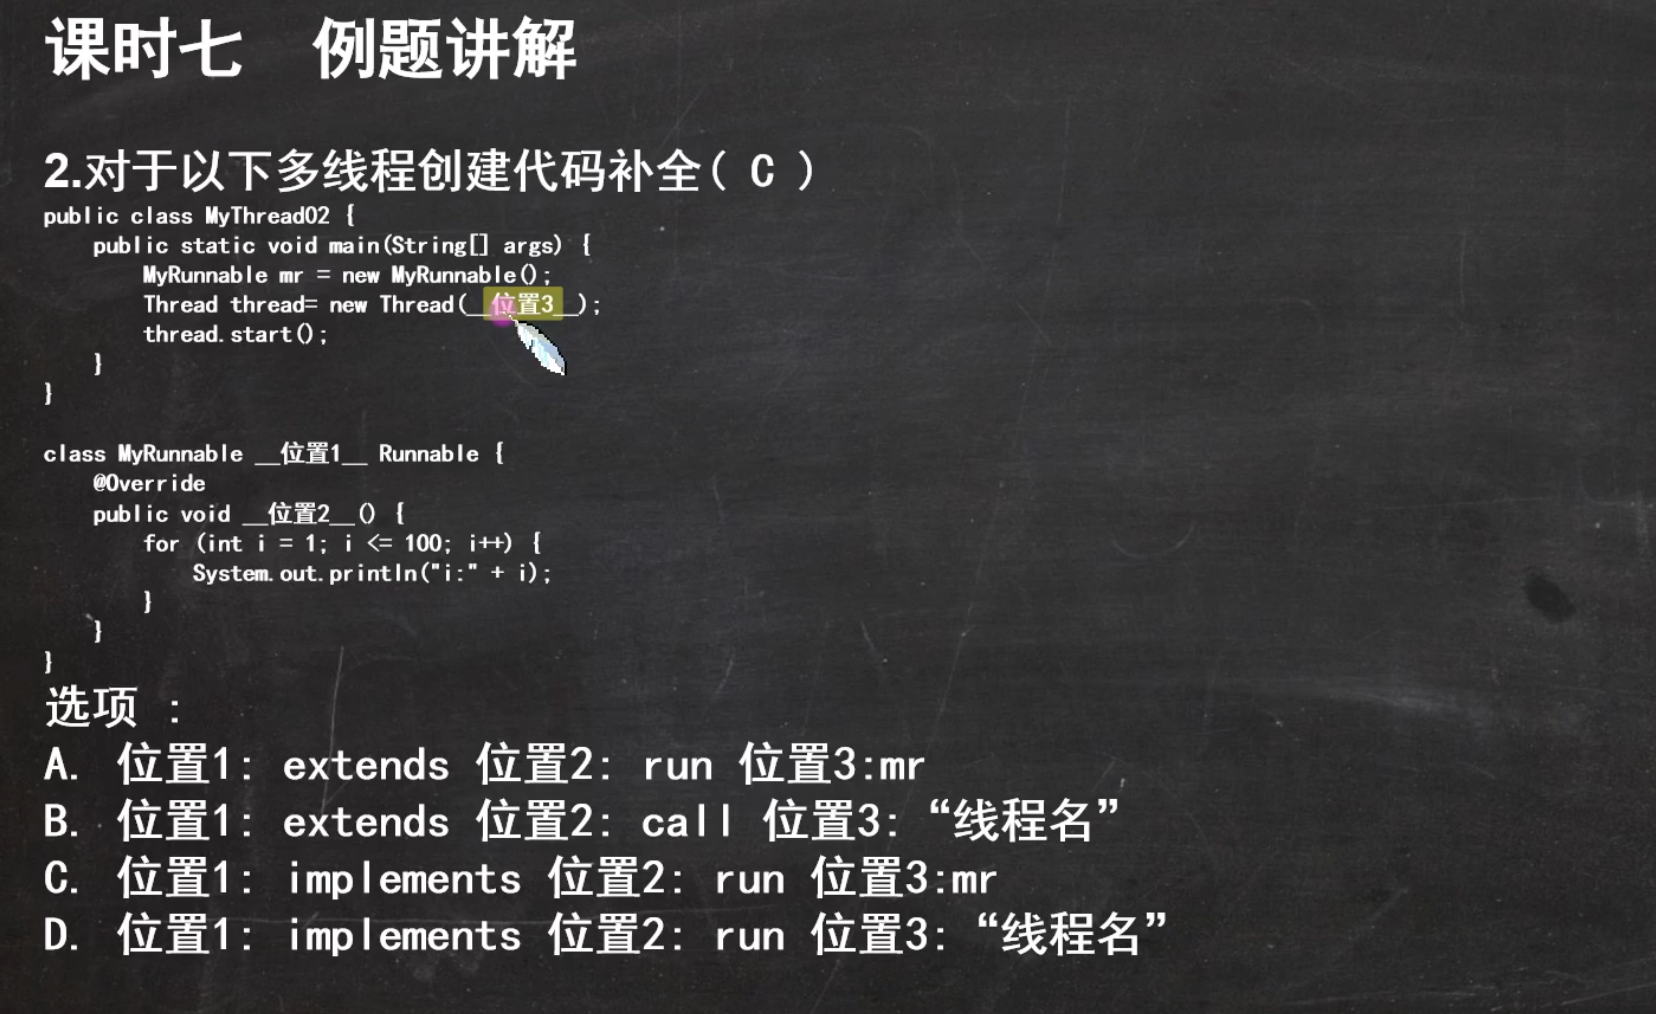 课时七 例题讲解
2.对于以下多线程创建代码补全( C )
public class MyThread02 {
    public static void main(String[] args) {
        MyRunnable mr = new MyRunnable();
        Thread thread= new Thread(__位置3__);
        thread.start();
    }
}
class MyRunnable __位置1__ Runnable {
    @Override
    public void __位置2__() {
        for (int i = 1; i <= 100; i++) {
            System.out.println("i:" + i);
        }
    }
}
选项 :
A. 位置1: extends 位置2: run 位置3:mr
B. 位置1: extends 位置2: call 位置3:“线程名”
C. 位置1: implements 位置2: run 位置3:mr
D. 位置1: implements 位置2: run 位置3:“线程名”